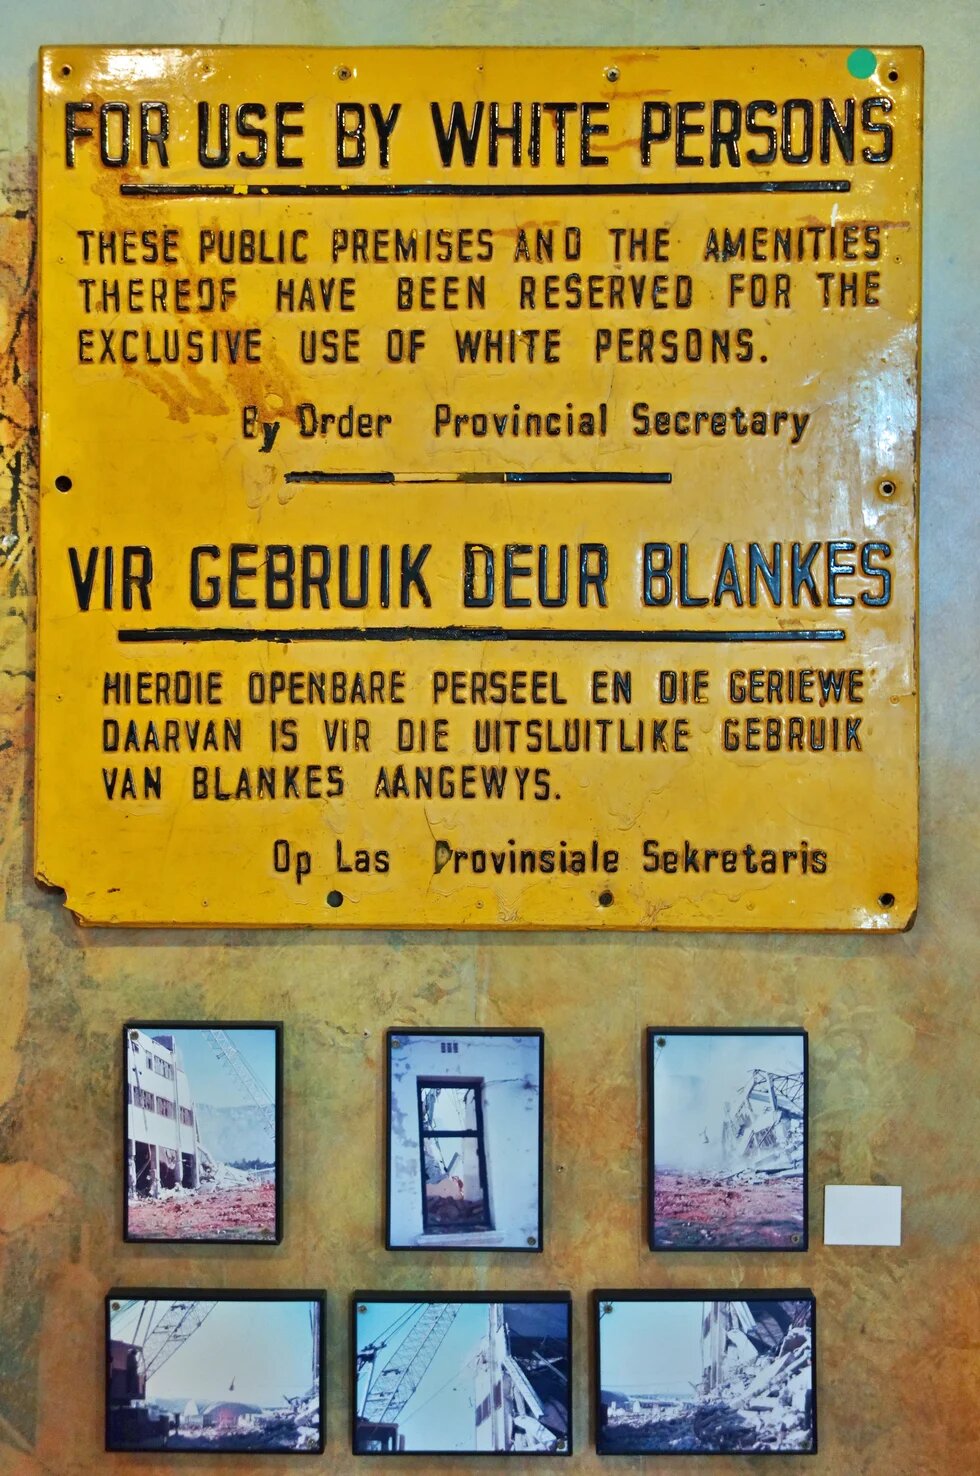 FOR USE BY WHITE PERSONS
THESE PUBLIC PREMISES AND THE AMENITIES
THEREOF HAVE BEEN RESERVED FOR THE
EXCLUSIVE USE OF WHITE PERSONS.
By Order Provincial Secretary
VIR GEBRUIK DEUR BLANKES
HIERDIE OPENBARE PERSEEL EN DIE GERIEWE
DAARVAN IS VIR DIE UITSLUITLIKE GEBRUIK
VAN BLANKES AANGEWYS.
Op Las Provinsiale Sekretaris